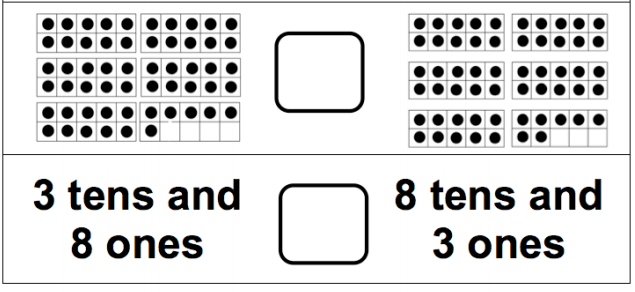 3 tens and
8 ones
8 tens and
3 ones